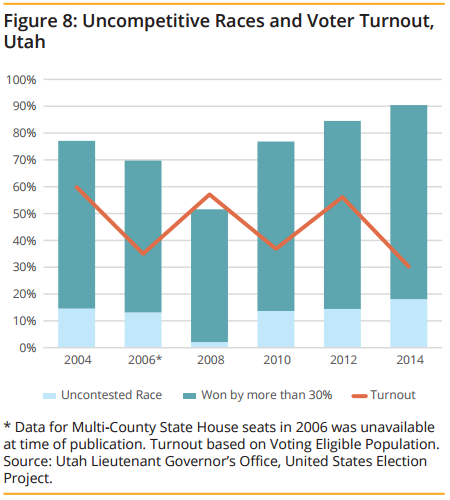 Figure 8: Uncompetitive Races and Voter Turnout,
Utah
100%
90%
80%
70%
60%
50%
40%
30%
20%
10%
0%
2004 2006* 2008 2010 2012 2014
Uncontested Race Won by more than 30% Turnout
* Data for Multi-County State House seats in 2006 was unavailable
at time of publication. Turnout based on Voting Eligible Population.
Source: Utah Lieutenant Governor's Office, United States Election
Project.